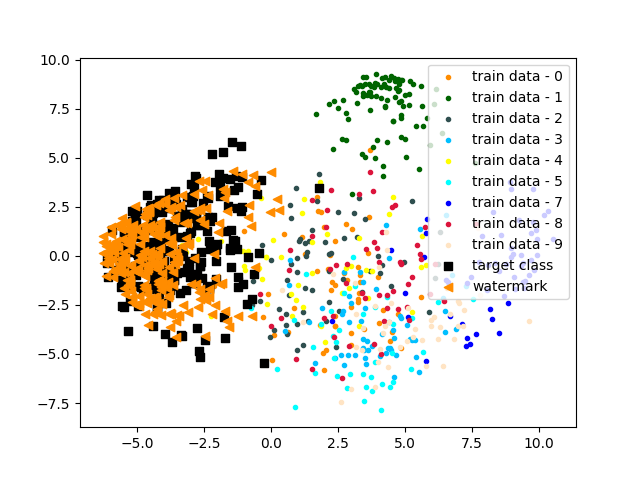 10.0
7.5
5.0
2.5
0.0
−2.5
−5.0
−7.5
−5.0
−2.5
0.0
2.5
5.0
7.5
10.0
train data - 0
train data - 1
train data - 2
train data - 3
train data - 4
train data - 5
train data - 7
train data - 8
train data - 9
target class
watermark